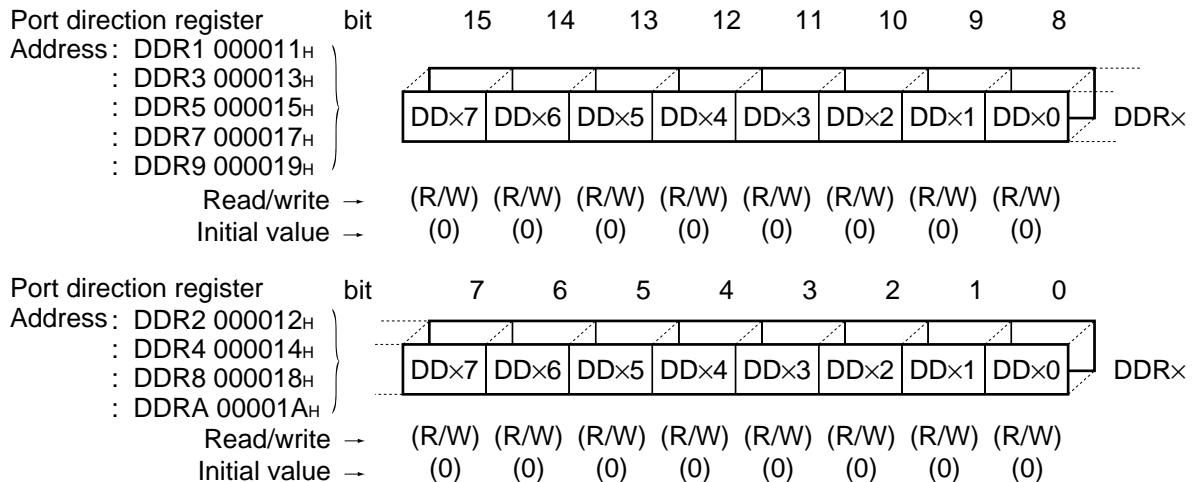 Port direction register bit 15 14 13 12 11 10 9 8
Address : DDR1 000011H
: DDR3 000013H
: DDR5 000015H
DD×7 DD×6 DD×5 DD×4 DD×3 DD×2 DD×1 DD×0 DDR×
: DDR7 000017H
: DDR9 000019H
Read/write → (R/W) (R/W) (R/W) (R/W) (R/W) (R/W) (R/W) (R/W)
Initial value → (0) (0) (0) (0) (0) (0) (0) (0)
Port direction register bit 7 6 5 4 3 2 1 0
Address : DDR2 000012H
: DDR4 000014H
: DDR8 000018H
DD×7 DD×6 DD×5 DD×4 DD×3 DD×2 DD×1 DD×0 DDR×
: DDRA 00001AH
Read/write → (R/W) (R/W) (R/W) (R/W) (R/W) (R/W) (R/W) (R/W)
Initial value → (0) (0) (0) (0) (0) (0) (0) (0)